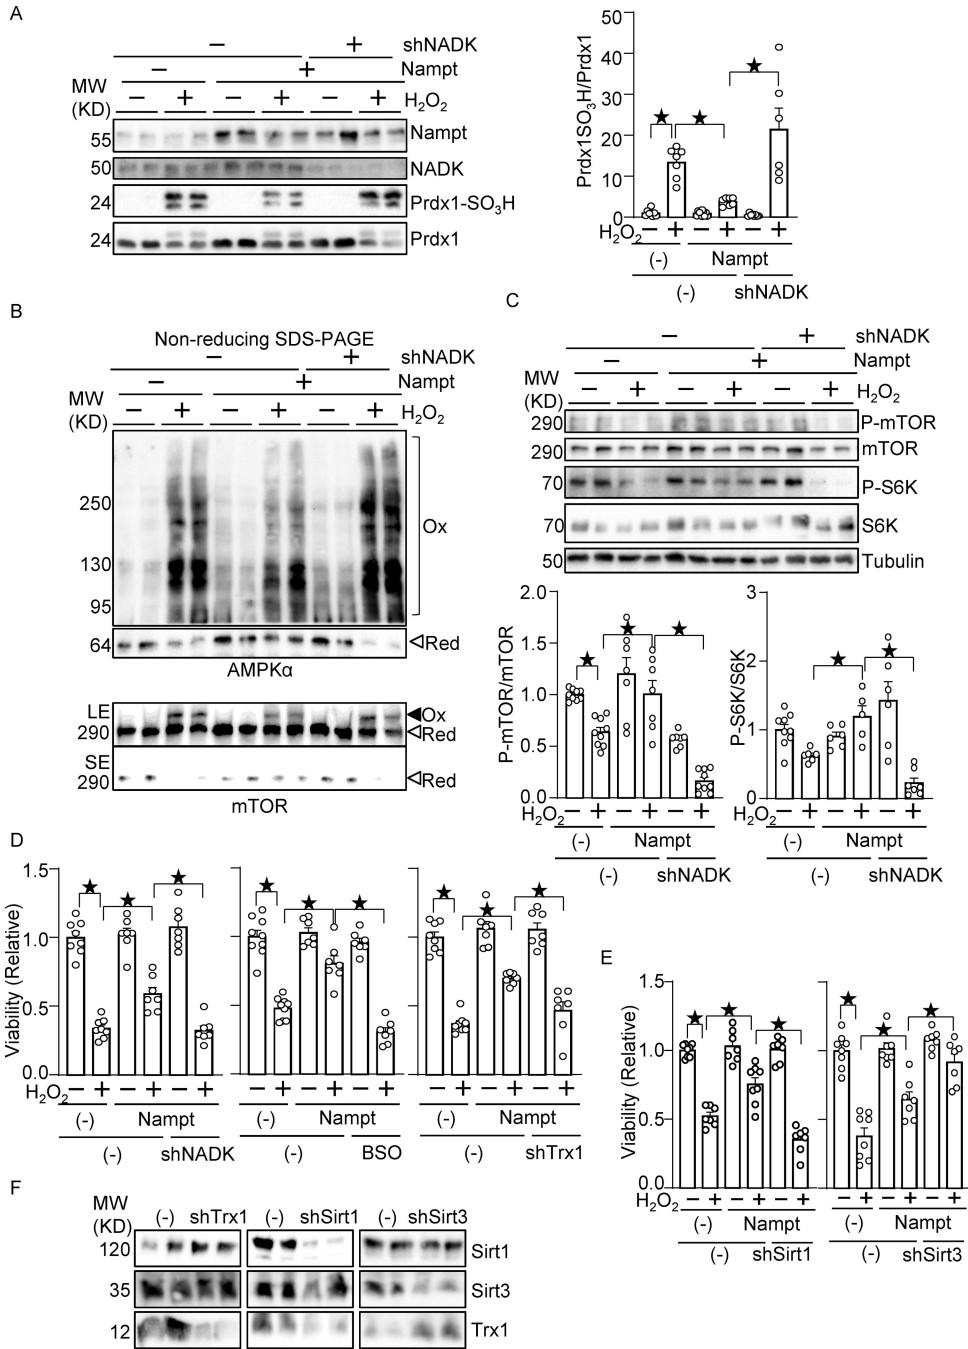 A
− + shNADK
− + Nampt
MW
(KD)
− + − + − + H₂O₂
55 Nampt
50 NADK
24 Prdx1-SO₃H
24 Prdx1
Prdx1SO₃H/Prdx1
50
40
30
20
10
0
★ ★ ★
H₂O₂ − + − + − +
(-) Nampt
(-) shNADK
B
Non-reducing SDS-PAGE
− + shNADK
− + Nampt
MW
(KD)
− + − + − + H₂O₂
250
Ox
130
95
64 Red
AMPKα
LE Ox
290 Red
SE
290 Red
mTOR
C
− + shNADK
− + Nampt
MW
(KD)
− + − + − + H₂O₂
290 P-mTOR
290 mTOR
70 P-S6K
70 S6K
50 Tubulin
P-mTOR/mTOR
2.0
1.5
1.0
0.5
0.0
★ ★ ★
H₂O₂ − + − + − +
(-) Nampt
(-) shNADK
P-S6K/S6K
3
2
1
0
★ ★
H₂O₂ − + − + − +
(-) Nampt
(-) shNADK
D
Viability (Relative)
1.5
1.0
0.5
0.0
★ ★ ★ ★ ★ ★ ★ ★ ★
H₂O₂ − + − + − + − + − + − + − + − + − +
(-) Nampt (-) Nampt (-) Nampt
(-) shNADK (-) BSO (-) shTrx1
E
Viability (Relative)
1.5
1.0
0.5
0.0
★ ★ ★ ★ ★ ★
H₂O₂ − + − + − + − + − + − +
(-) Nampt (-) Nampt
(-) shSirt1 (-) shSirt3
F
MW
(KD)
(-) shTrx1 (-) shSirt1 (-) shSirt3
120 Sirt1
35 Sirt3
12 Trx1